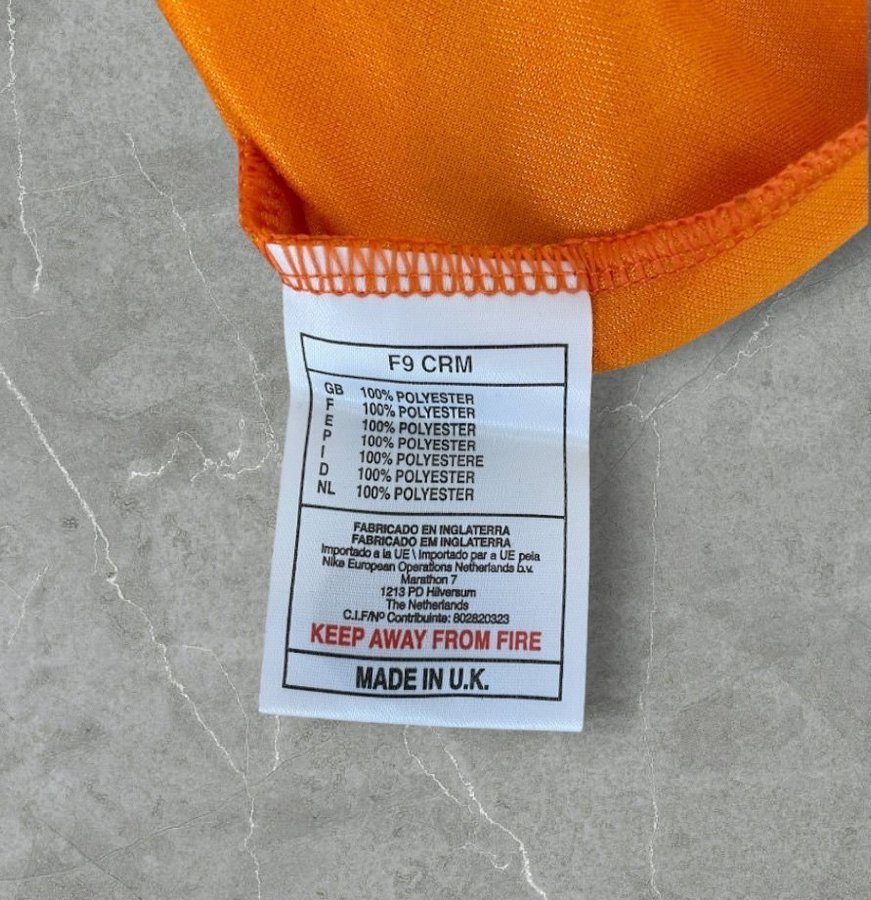 F9 CRM
GB 100% POLYESTER
F 100% POLYESTER
E 100% POLYESTER
P 100% POLYESTER
I 100% POLYESTERE
D 100% POLYESTER
NL 100% POLYESTER
FABRICADO EN INGLATERRA
FABRICADO EM INGLATERRA
Importado a la UE \ Importado par a UE pela
Nike European Operations Netherlands b.v.
Marathon 7
1213 PD Hilversum
The Netherlands
C.I.F/Nº Contribuinte: 802820323
KEEP AWAY FROM FIRE
MADE IN U.K.